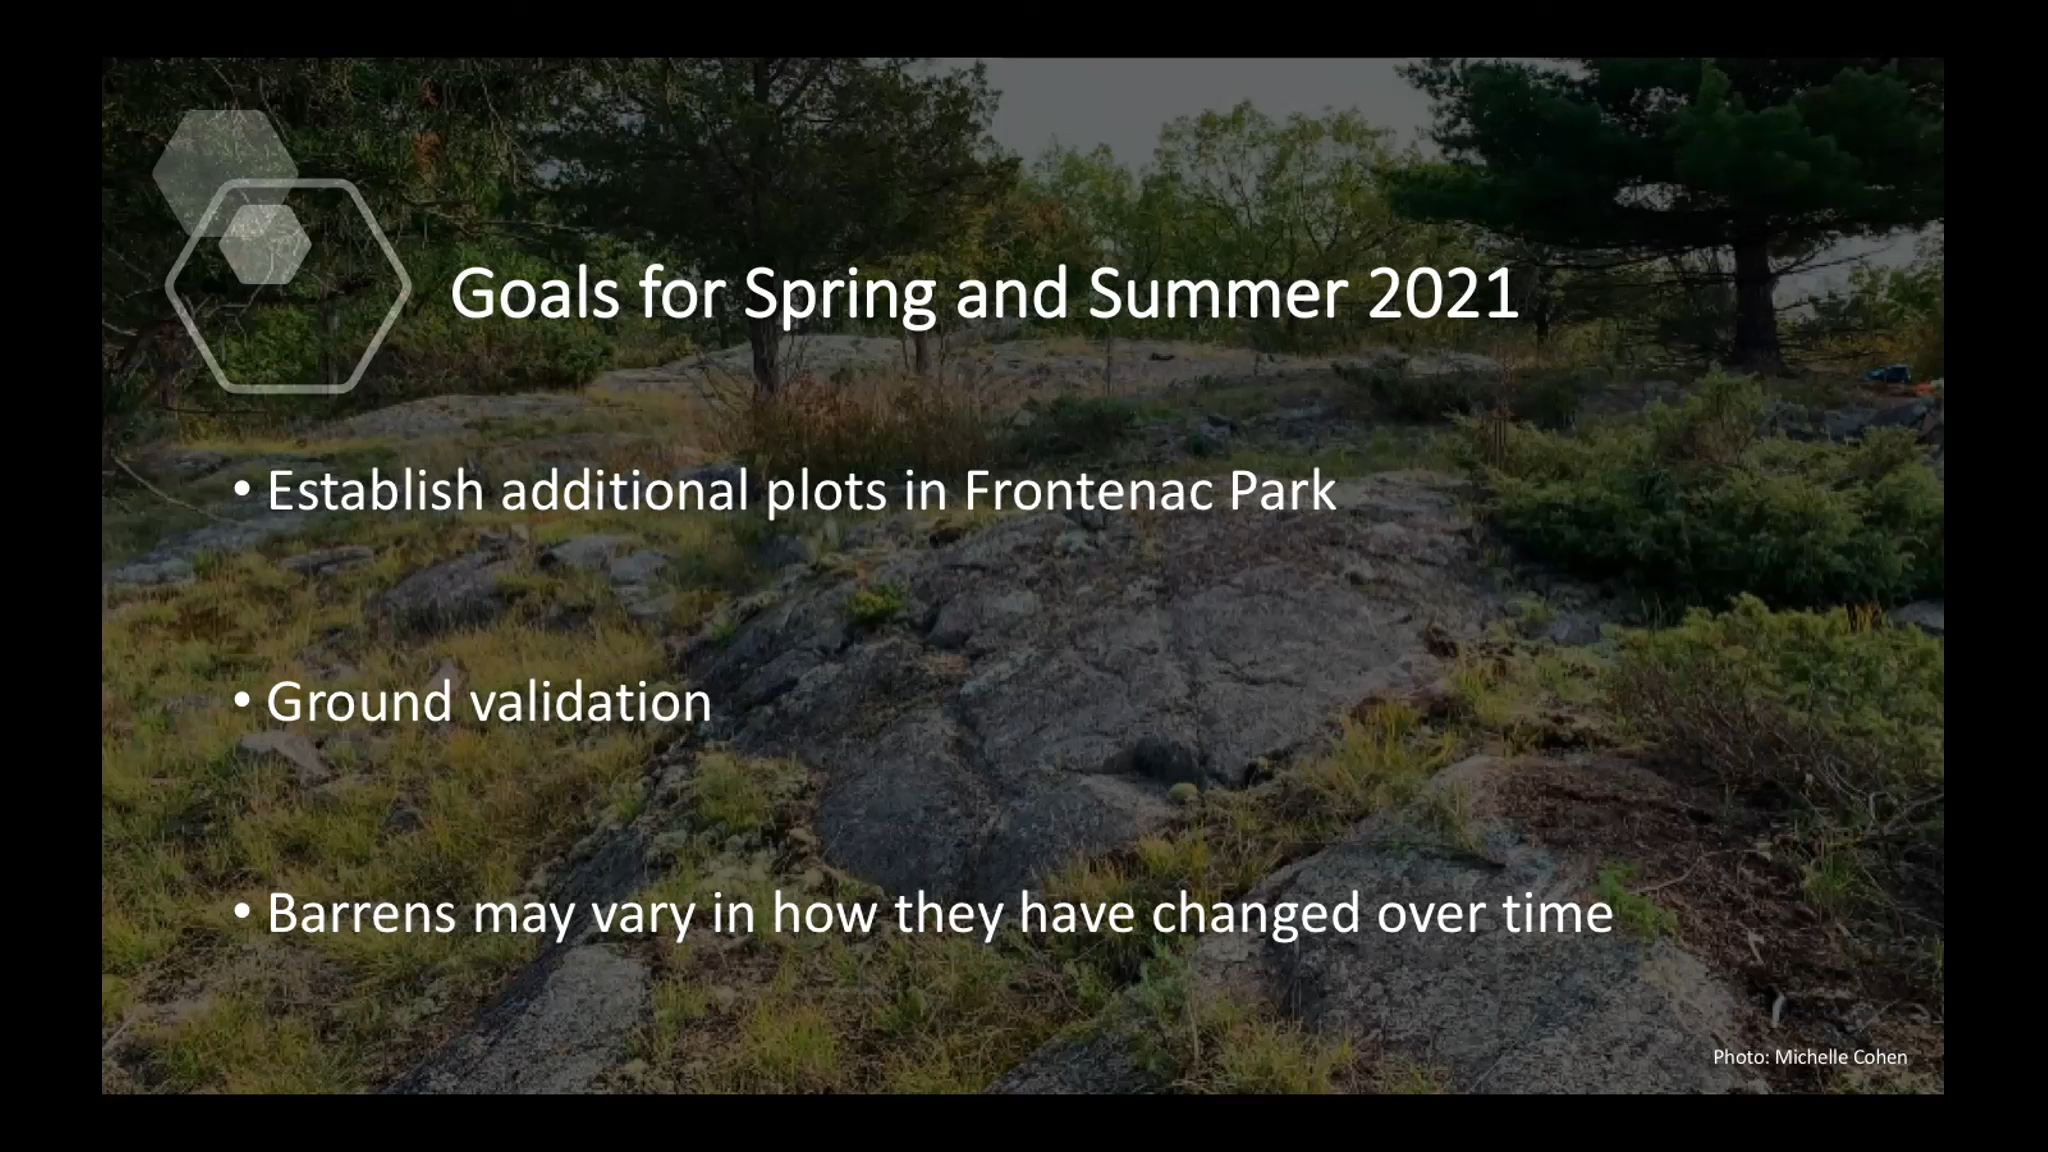 Goals for Spring and Summer 2021
• Establish additional plots in Frontenac Park
• Ground validation
• Barrens may vary in how they have changed over time
Photo: Michelle Cohen